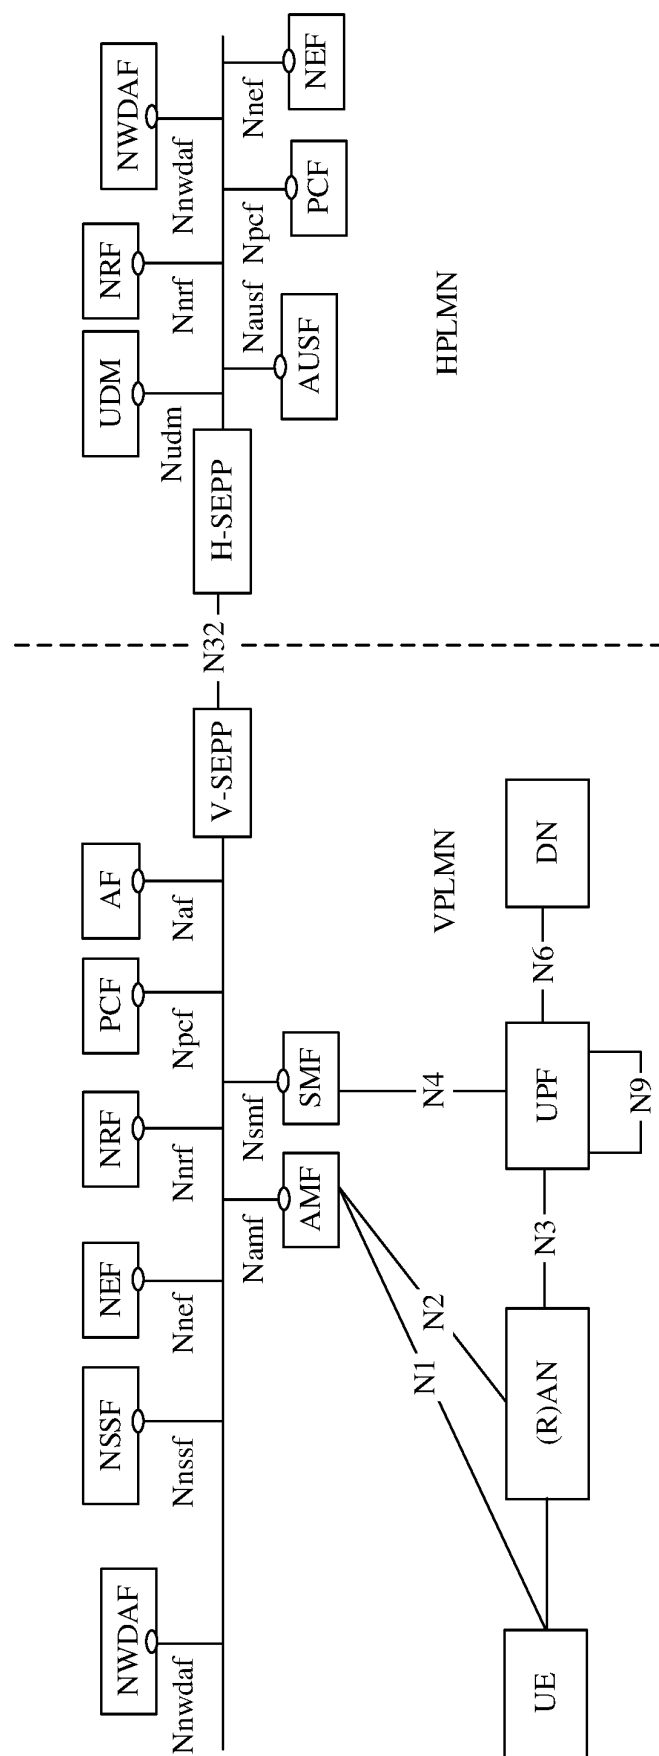 NWDAF
NSSF
NEF
NRF
PCF
AF
UDM
NRF
NWDAF
Nnwdaf
Nnssf
Nnef
Nnrf
Npcf
Naf
Nudm
Nnrf
Nnwdaf
V-SEPP
N32
H-SEPP
Namf
Nsmf
Nausf
Npcf
Nnef
AMF
SMF
AUSF
PCF
NEF
N1
N2
N4
VPLMN
HPLMN
UE
(R)AN
N3
UPF
N6
DN
N9